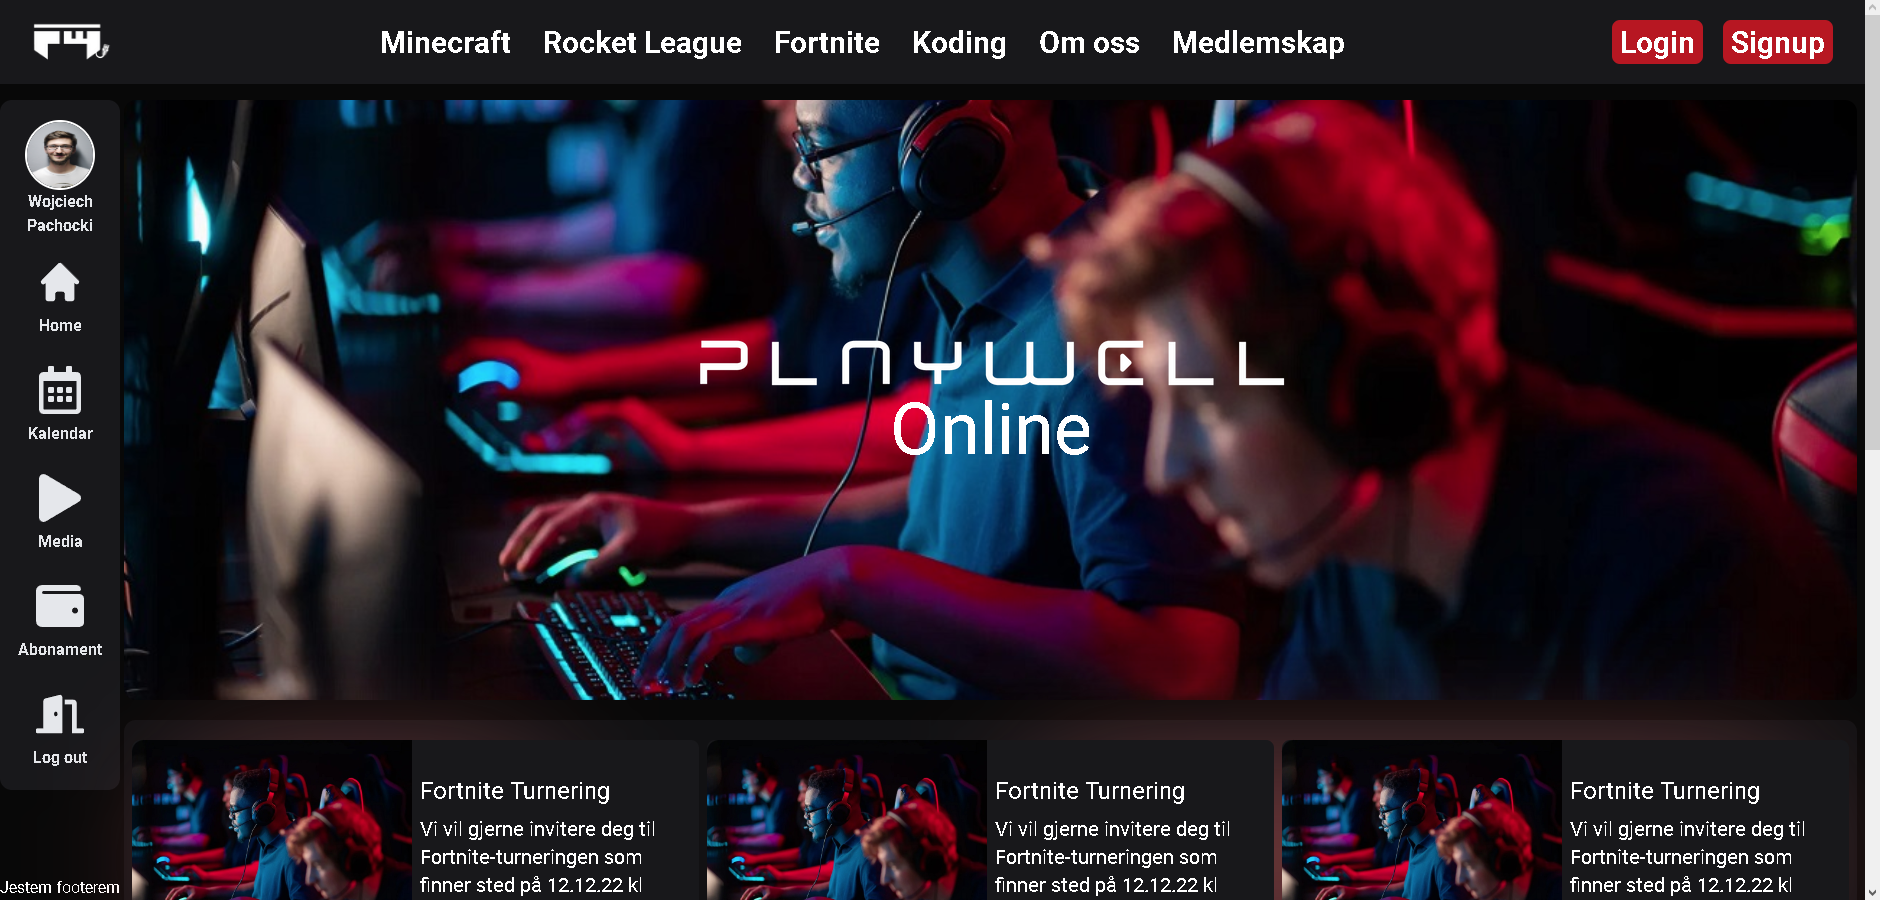 Minecraft Rocket League Fortnite Koding Om oss Medlemskap Login Signup
Wojciech
Pachocki
Home
Kalendar
Media
Abonament
Log out
Jestem footerem
PLAYWELL
Online
Fortnite Turnering
Vi vil gjerne invitere deg til
Fortnite-turneringen som
finner sted på 12.12.22 kl
Fortnite Turnering
Vi vil gjerne invitere deg til
Fortnite-turneringen som
finner sted på 12.12.22 kl
Fortnite Turnering
Vi vil gjerne invitere deg til
Fortnite-turneringen som
finner sted på 12.12.22 kl